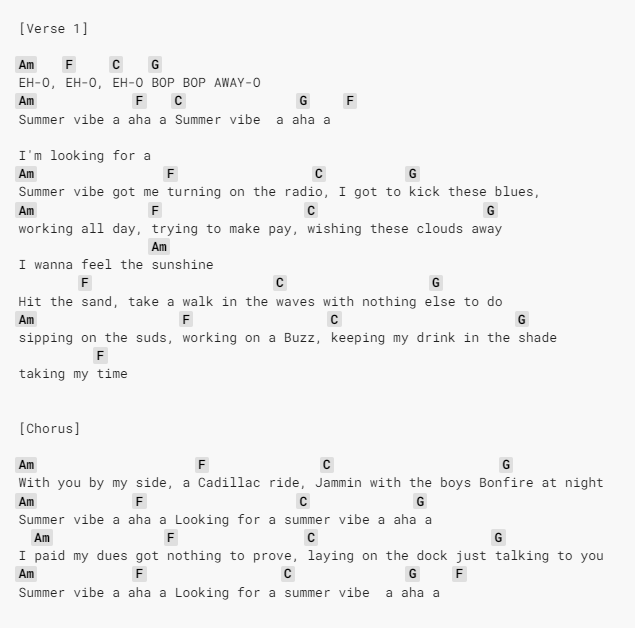 [Verse 1]
Am F C G
EH-O, EH-O, EH-O BOP BOP AWAY-O
Am F C G F
Summer vibe a aha a Summer vibe  a aha a
I'm looking for a
Am F C G
Summer vibe got me turning on the radio, I got to kick these blues,
Am F C G
working all day, trying to make pay, wishing these clouds away
Am
I wanna feel the sunshine
F C G
Hit the sand, take a walk in the waves with nothing else to do
Am F C G
sipping on the suds, working on a Buzz, keeping my drink in the shade
F
taking my time
[Chorus]
Am F C G
With you by my side, a Cadillac ride, Jammin with the boys Bonfire at night
Am F C G
Summer vibe a aha a Looking for a summer vibe a aha a
Am F C G
I paid my dues got nothing to prove, laying on the dock just talking to you
Am F C G F
Summer vibe a aha a Looking for a summer vibe  a aha a